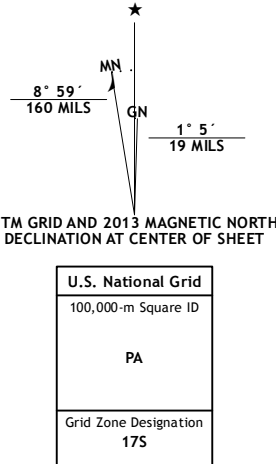 ★
MN
GN
8° 59´
160 MILS
1° 5´
19 MILS
TM GRID AND 2013 MAGNETIC NORTH
DECLINATION AT CENTER OF SHEET
U.S. National Grid
100,000-m Square ID
PA
Grid Zone Designation
17S